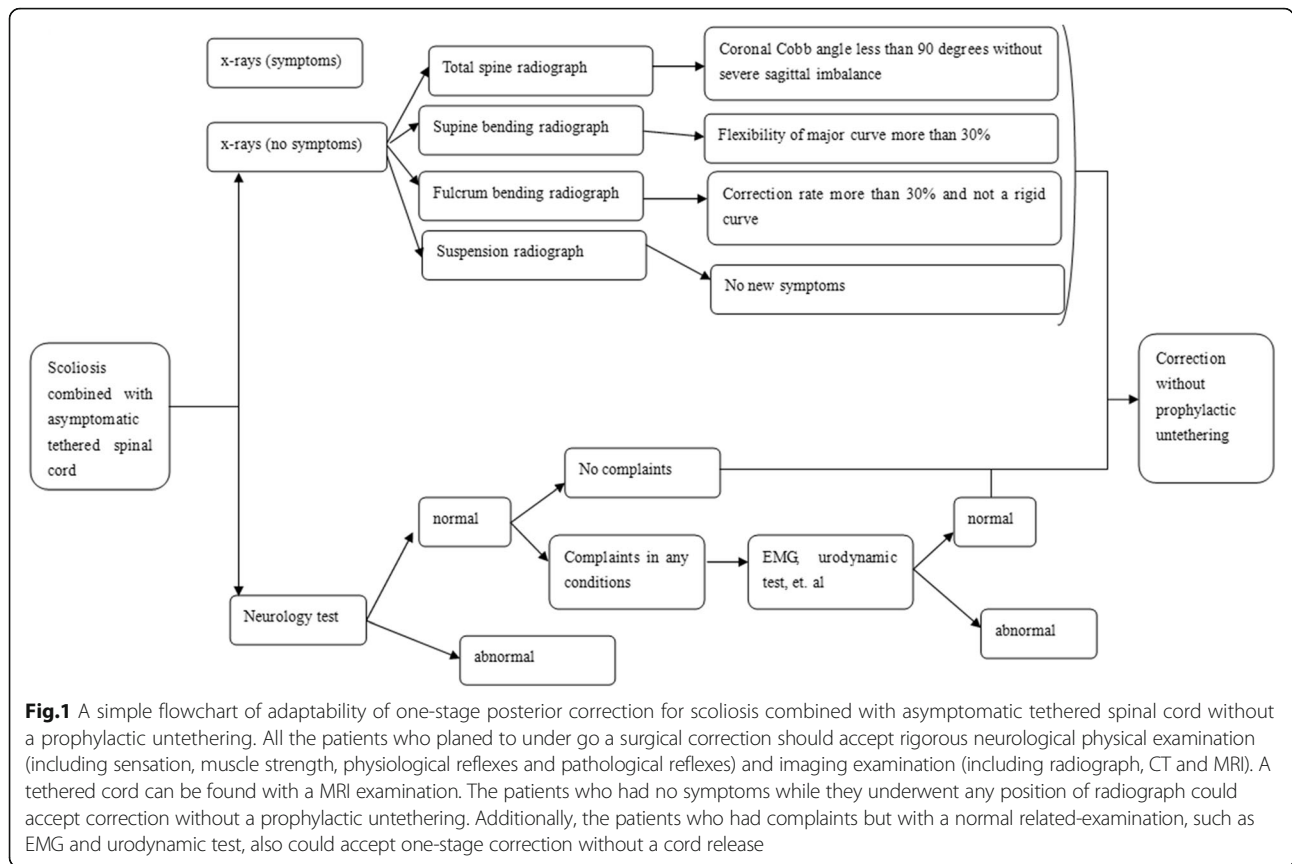 x-rays (symptoms)
x-rays (no symptoms)
Total spine radiograph
Supine bending radiograph
Fulcrum bending radiograph
Suspension radiograph
Coronal Cobb angle less than 90 degrees without
severe sagittal imbalance
Flexibility of major curve more than 30%
Correction rate more than 30% and not a rigid
curve
No new symptoms
Scoliosis
combined with
asymptomatic
tethered spinal
cord
Correction
without
prophylactic
untethering
Neurology test
normal
abnormal
No complaints
Complaints in any
conditions
EMG, urodynamic
test, et. al
normal
abnormal
Fig.1 A simple flowchart of adaptability of one-stage posterior correction for scoliosis combined with asymptomatic tethered spinal cord without
a prophylactic untethering. All the patients who planed to under go a surgical correction should accept rigorous neurological physical examination
(including sensation, muscle strength, physiological reflexes and pathological reflexes) and imaging examination (including radiograph, CT and MRI). A
tethered cord can be found with a MRI examination. The patients who had no symptoms while they underwent any position of radiograph could
accept correction without a prophylactic untethering. Additionally, the patients who had complaints but with a normal related-examination, such as
EMG and urodynamic test, also could accept one-stage correction without a cord release